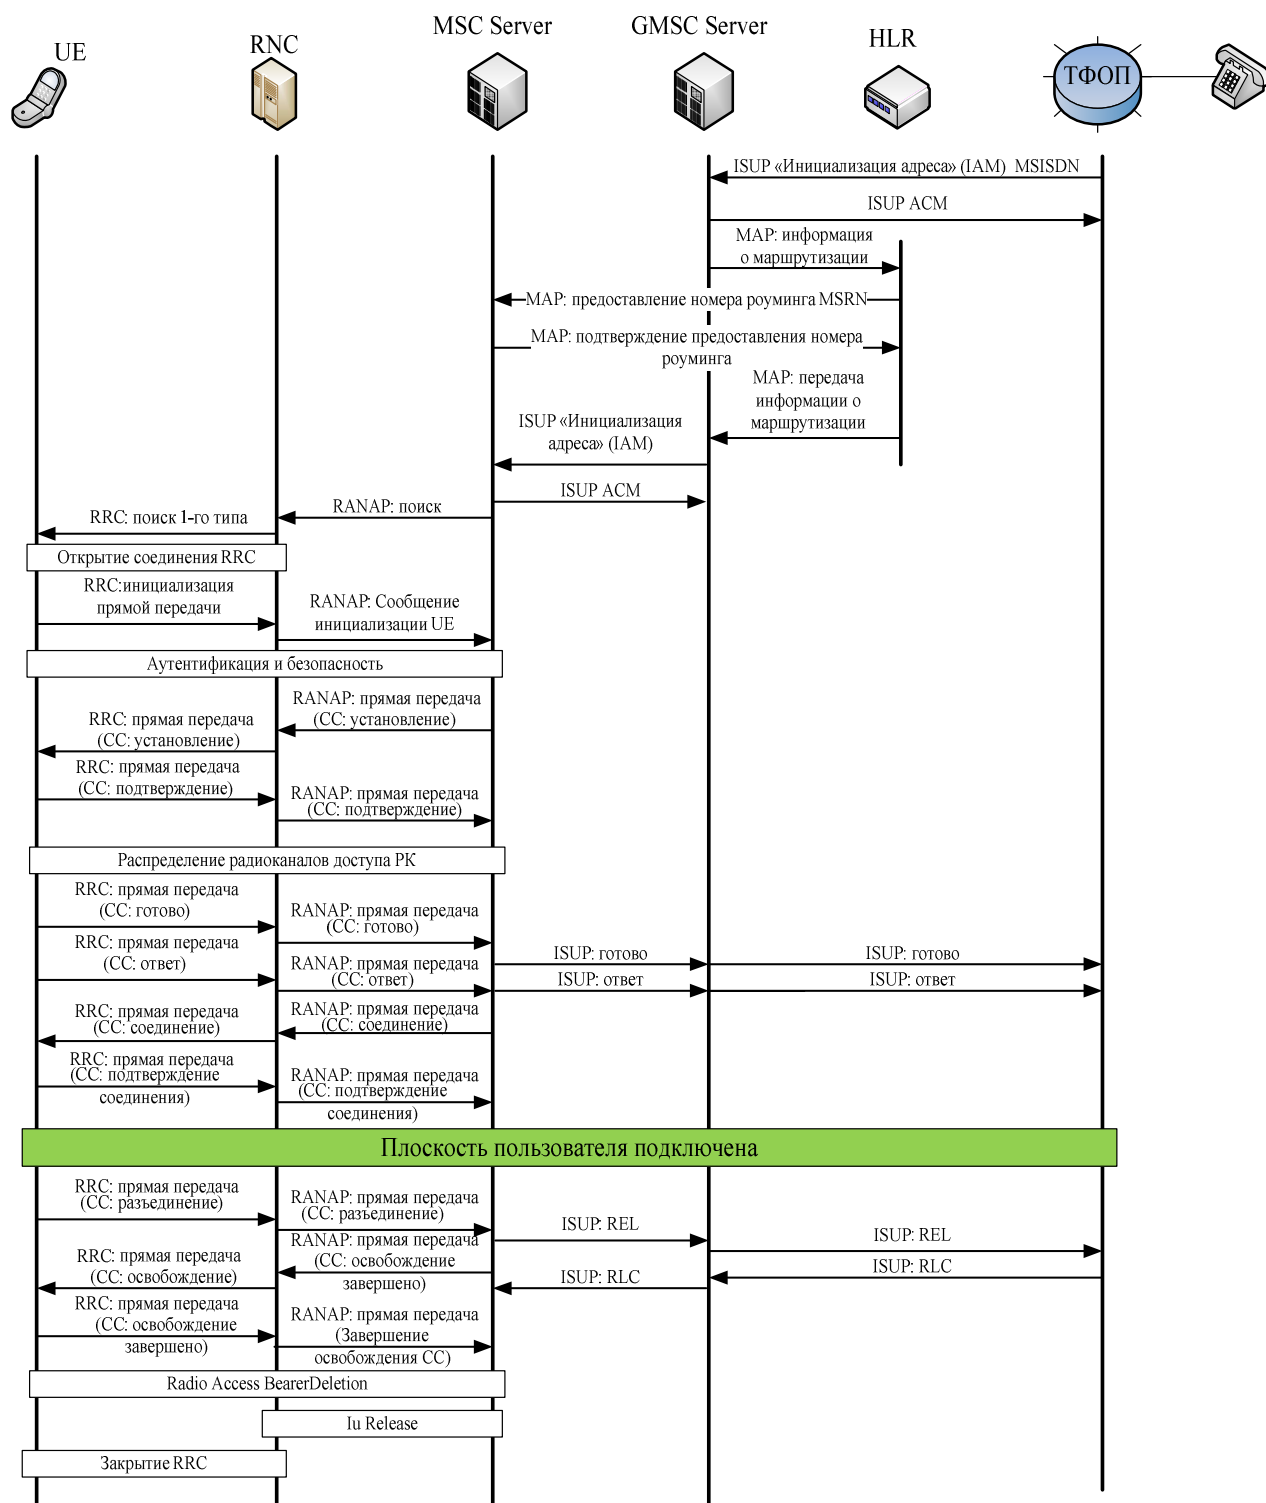 UE
RNC
MSC Server
GMSC Server
HLR
ТФОП
ISUP «Инициализация адреса» (IAM) MSISDN
ISUP ACM
MAP: информация
о маршрутизации
MAP: предоставление номера роуминга MSRN
MAP: подтверждение предоставления номера
роуминга
MAP: передача
информации о
маршрутизации
ISUP «Инициализация
адреса» (IAM)
ISUP ACM
RANAP: поиск
RRC: поиск 1-го типа
Открытие соединения RRC
RRC:инициализация
прямой передачи
RANAP: Сообщение
инициализации UE
Аутентификация и безопасность
RANAP: прямая передача
(CC: установление)
RRC: прямая передача
(CC: установление)
RRC: прямая передача
(CC: подтверждение)
RANAP: прямая передача
(CC: подтверждение)
Распределение радиоканалов доступа РК
RRC: прямая передача
(CC: готово)
RANAP: прямая передача
(CC: готово)
RRC: прямая передача
(CC: ответ)
RANAP: прямая передача
(CC: ответ)
ISUP: готово
ISUP: готово
ISUP: ответ
ISUP: ответ
RANAP: прямая передача
(CC: соединение)
RRC: прямая передача
(CC: соединение)
RRC: прямая передача
(CC: подтверждение
соединения)
RANAP: прямая передача
(CC: подтверждение
соединения)
Плоскость пользователя подключена
RRC: прямая передача
(CC: разъединение)
RANAP: прямая передача
(CC: разъединение)
ISUP: REL
ISUP: REL
RANAP: прямая передача
(CC: освобождение
завершено)
RRC: прямая передача
(CC: освобождение)
ISUP: RLC
ISUP: RLC
RRC: прямая передача
(CC: освобождение
завершено)
RANAP: прямая передача
(Завершение
освобождения CC)
Radio Access BearerDeletion
Iu Release
Закрытие RRC